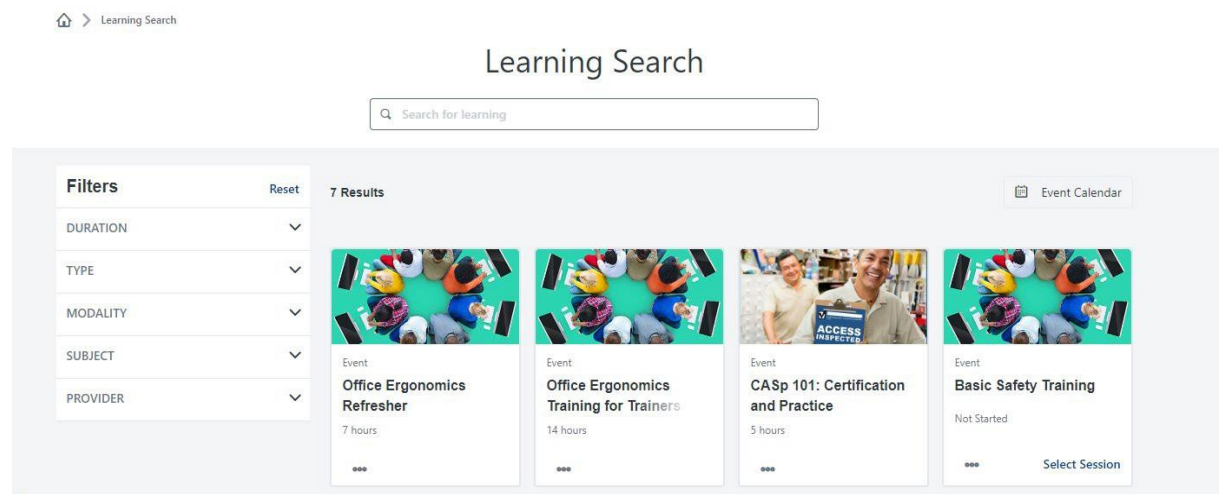 Learning Search
Learning Search
Search for learning
Filters
Reset
7 Results
Event Calendar
DURATION
TYPE
MODALITY
SUBJECT
PROVIDER
Event
Office Ergonomics
Refresher
7 hours
Event
Office Ergonomics
Training for Trainers
14 hours
ACCESS
INSPECTED
Event
CASp 101: Certification
and Practice
5 hours
Event
Basic Safety Training
Not Started
Select Session